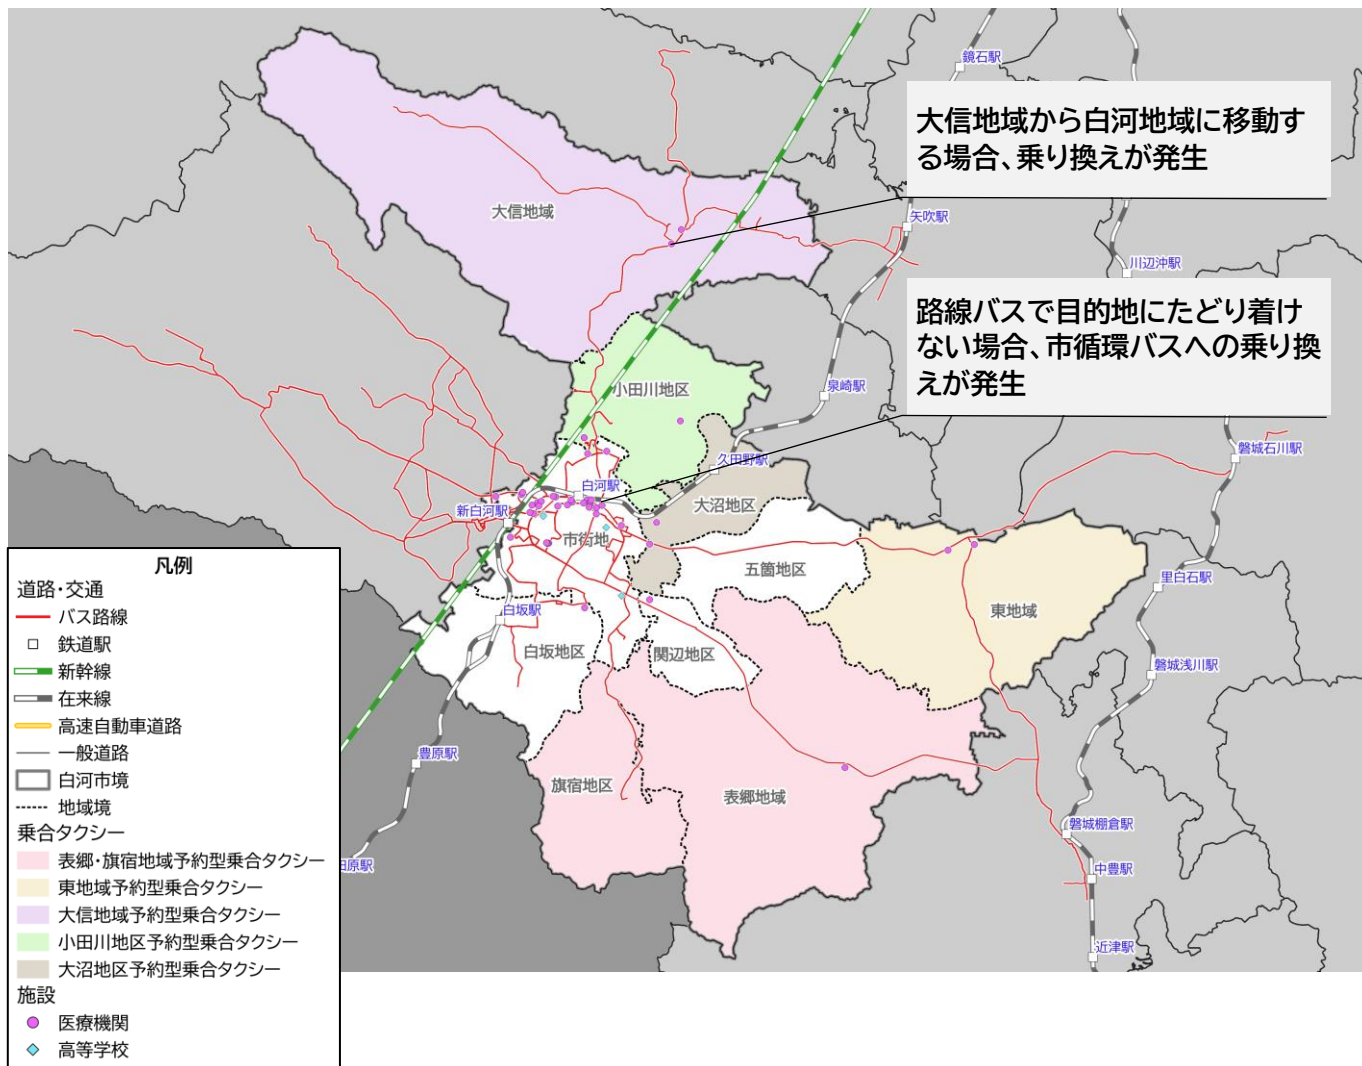 鏡石駅
大信地域から白河地域に移動す
る場合、乗り換えが発生
大信地域
矢吹駅
川辺沖駅
路線バスで目的地にたどり着け
ない場合、市循環バスへの乗り換
えが発生
小田川地区
泉崎駅
久田野駅
磐城石川駅
白河駅
大沼地区
新白河駅
市街地
五箇地区
里白石駅
白坂駅
東地域
白坂地区
関辺地区
磐城浅川駅
豊原駅
旗宿地区
表郷地域
磐城棚倉駅
田原駅
中豊駅
近津駅
凡例
道路・交通
バス路線
鉄道駅
新幹線
在来線
高速自動車道路
一般道路
白河市境
地域境
乗合タクシー
表郷・旗宿地域予約型乗合タクシー
東地域予約型乗合タクシー
大信地域予約型乗合タクシー
小田川地区予約型乗合タクシー
大沼地区予約型乗合タクシー
施設
医療機関
高等学校